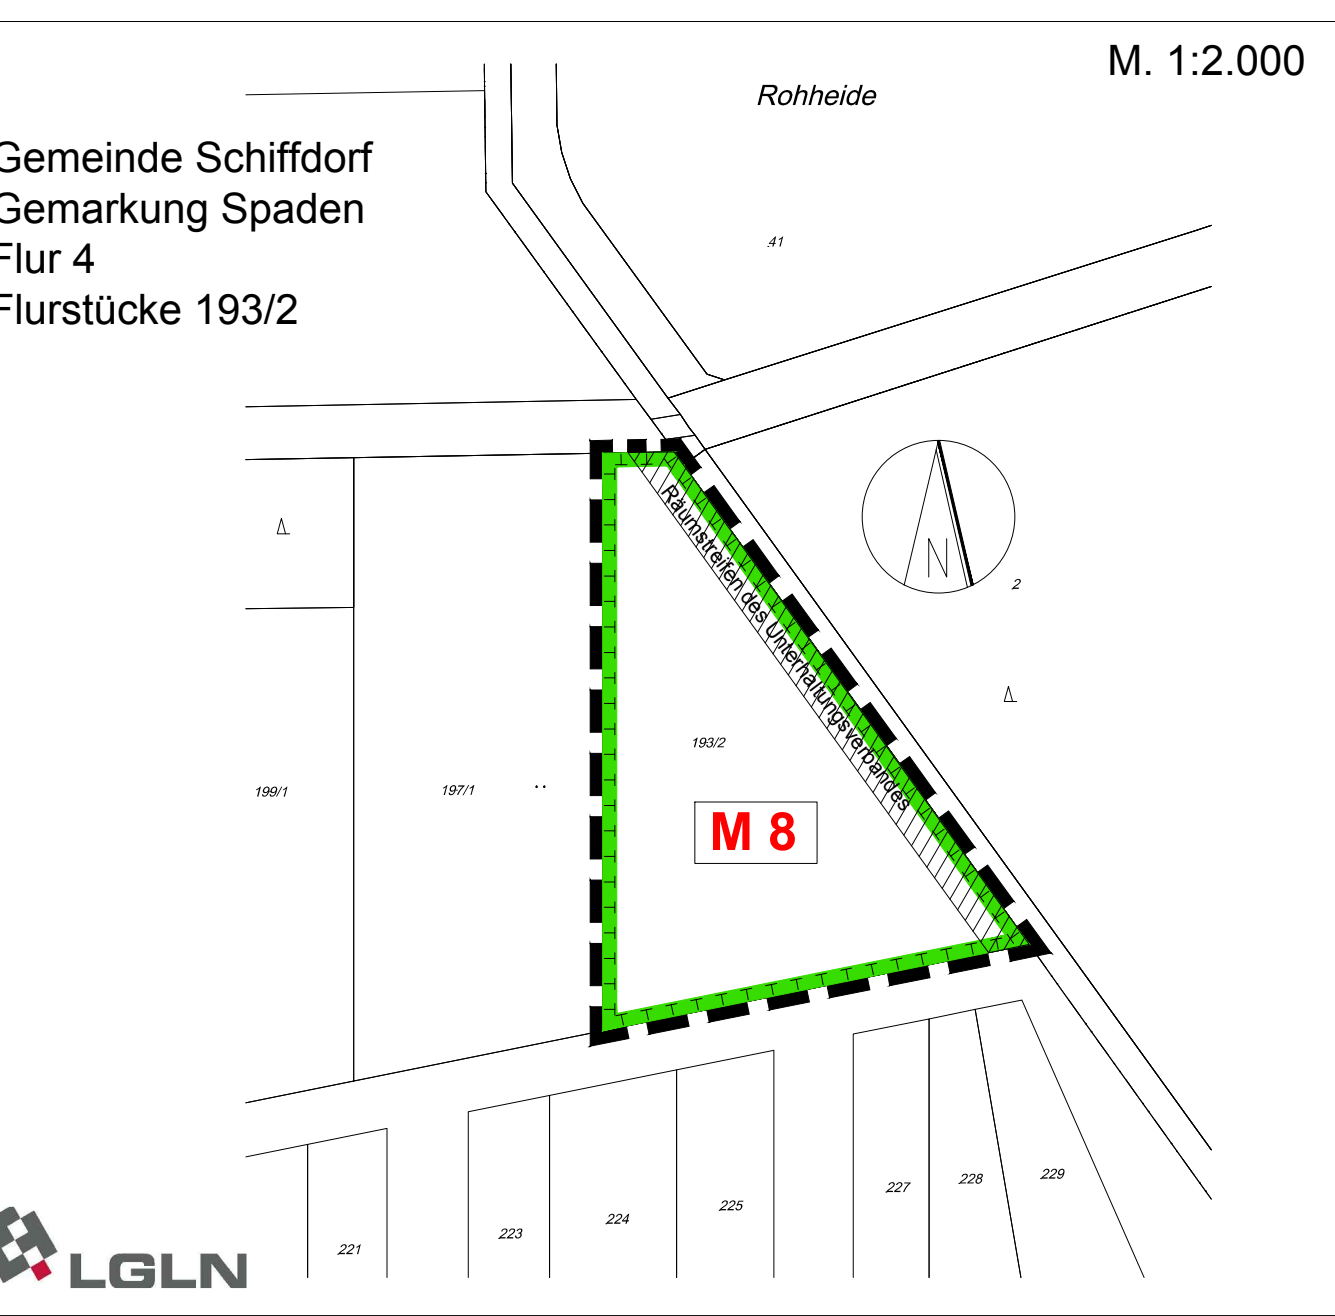 M. 1:2.000
Rohheide
Gemeinde Schiffdorf
Gemarkung Spaden
Flur 4
Flurstücke 193/2
41
Räumstreifen des Unterhaltungsverbandes
N
2
193/2
199/1
197/1
M 8
221
223
224
225
227
228
229
LGLN